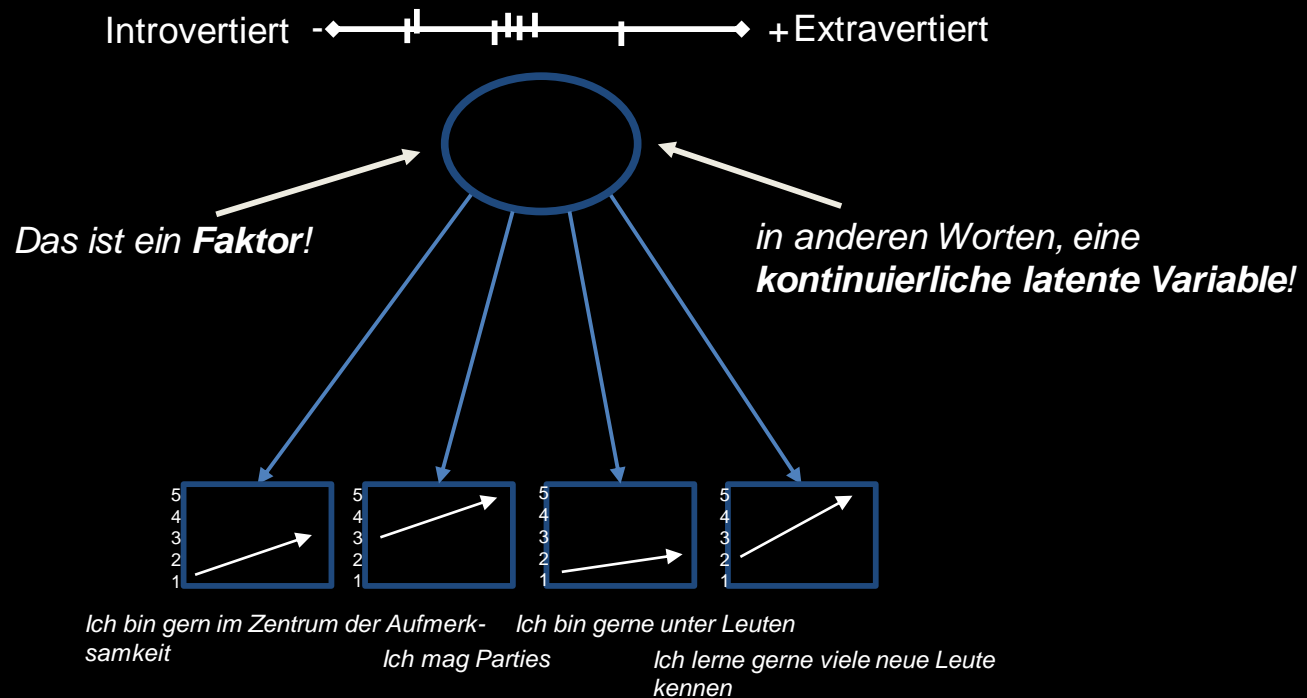 Introvertiert - + Extravertiert
Das ist ein Faktor!
in anderen Worten, eine
kontinuierliche latente Variable!
5
4
3
2
1
5
4
3
2
1
5
4
3
2
1
5
4
3
2
1
Ich bin gern im Zentrum der Aufmerk-
samkeit
Ich mag Parties
Ich bin gerne unter Leuten
Ich lerne gerne viele neue Leute
kennen